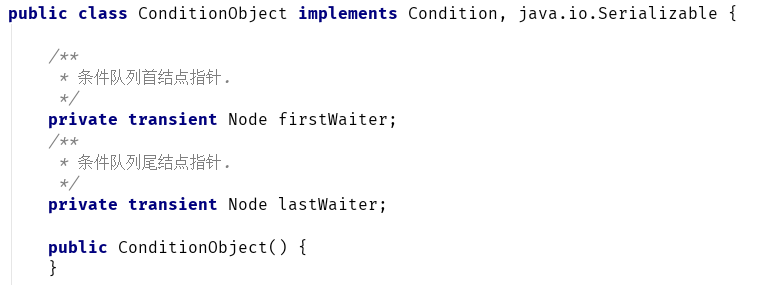 public class ConditionObject implements Condition, java.io.Serializable {
/**
* 条件队列首结点指针.
*/
private transient Node firstWaiter;
/**
* 条件队列尾结点指针.
*/
private transient Node lastWaiter;
public ConditionObject() {
}